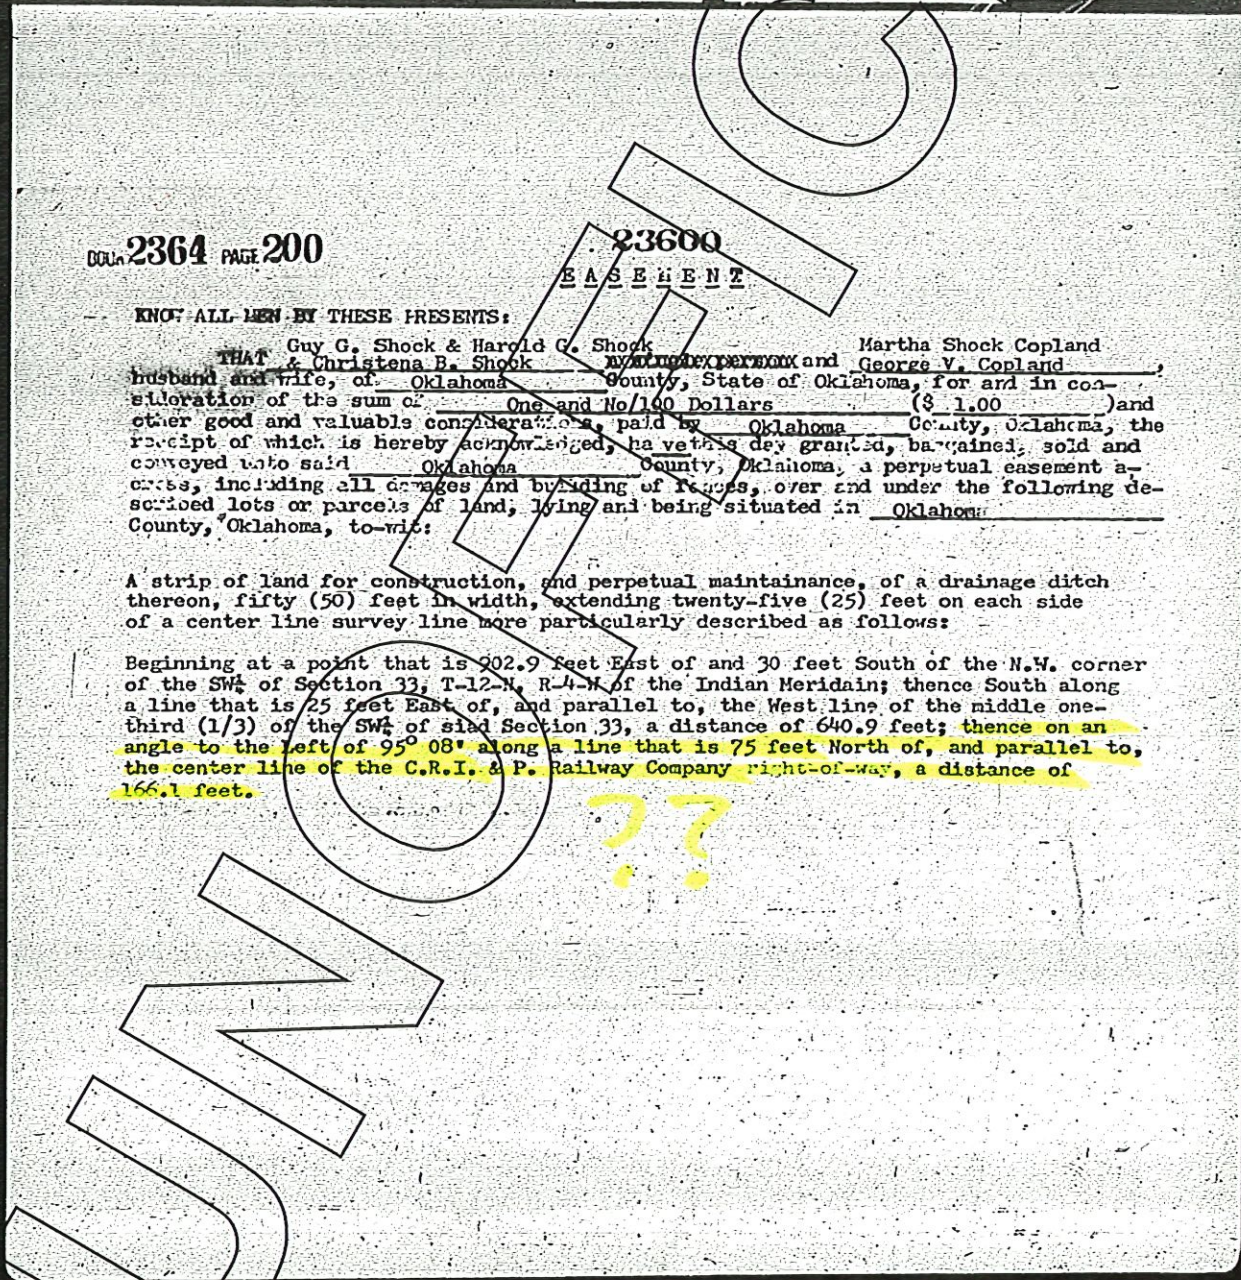 BOOK 2364 PAGE 200
23600
EASEMENT
KNOW ALL MEN BY THESE PRESENTS:
Guy G. Shock & Harold G. Shock Martha Shock Copland
THAT & Christena B. Shock and George V. Copland,
husband and wife, of Oklahoma County, State of Oklahoma, for and in con-
sideration of the sum of One and No/100 Dollars ($ 1.00 )and
other good and valuable considerations, paid by Oklahoma County, Oklahoma, the
receipt of which is hereby acknowledged, ha ve this day granted, bargained, sold and
conveyed unto said Oklahoma County, Oklahoma, a perpetual easement a-
cross, including all damages and building of fences, over and under the following de-
scribed lots or parcels of land, lying and being situated in Oklahoma
County, Oklahoma, to-wit:
A strip of land for construction, and perpetual maintainance, of a drainage ditch
thereon, fifty (50) feet in width, extending twenty-five (25) feet on each side
of a center line survey line more particularly described as follows:
Beginning at a point that is 902.9 feet East of and 30 feet South of the N.W. corner
of the SW¼ of Section 33, T-12-N, R-4-W of the Indian Meridain; thence South along
a line that is 25 feet East of, and parallel to, the West line of the middle one-
third (1/3) of the SW¼ of siad Section 33, a distance of 640.9 feet; thence on an
angle to the Left of 95° 08' along a line that is 75 feet North of, and parallel to,
the center line of the C.R.I. & P. Railway Company right-of-way, a distance of
166.1 feet.
??
UNOFFIC